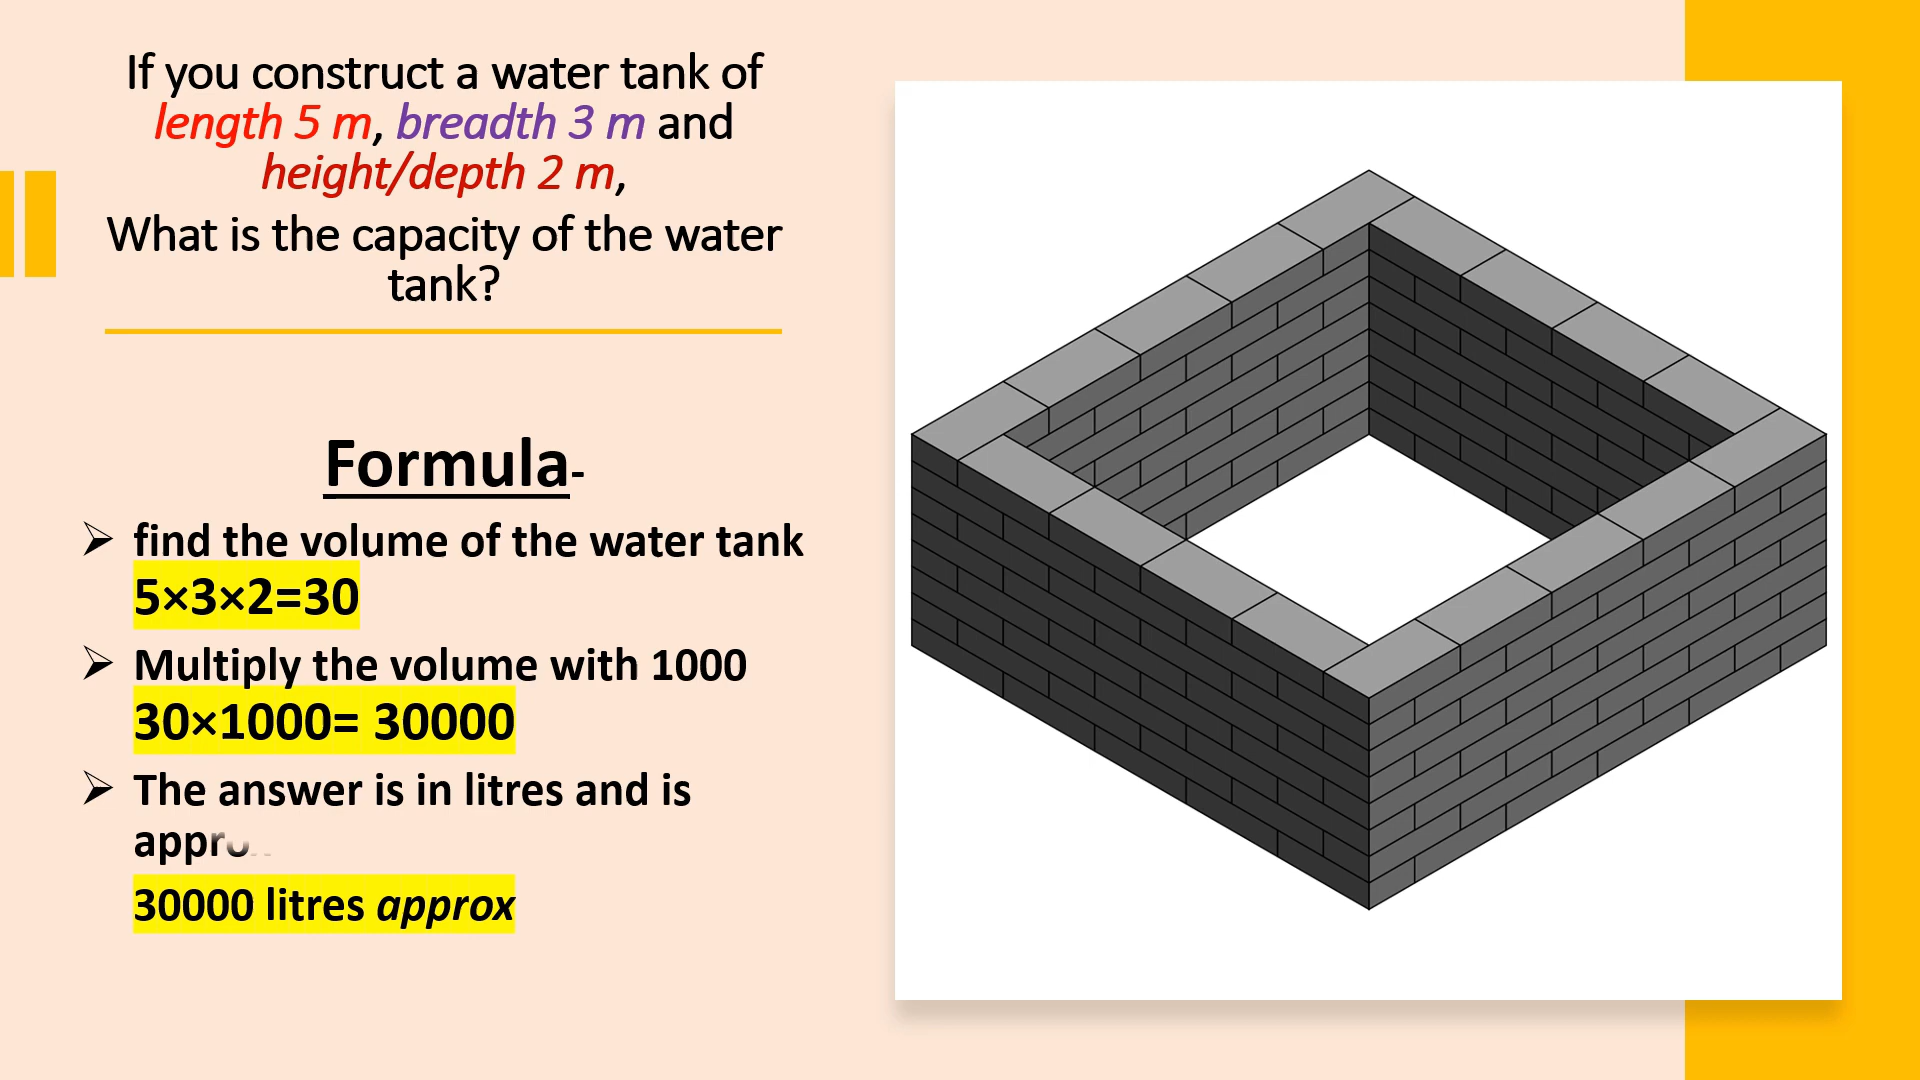 If you construct a water tank of
length 5 m, breadth 3 m and
height/depth 2 m,
What is the capacity of the water
tank?
Formula-
➢ find the volume of the water tank
5×3×2=30
➢ Multiply the volume with 1000
30×1000= 30000
➢ The answer is in litres and is
30000 litres approx